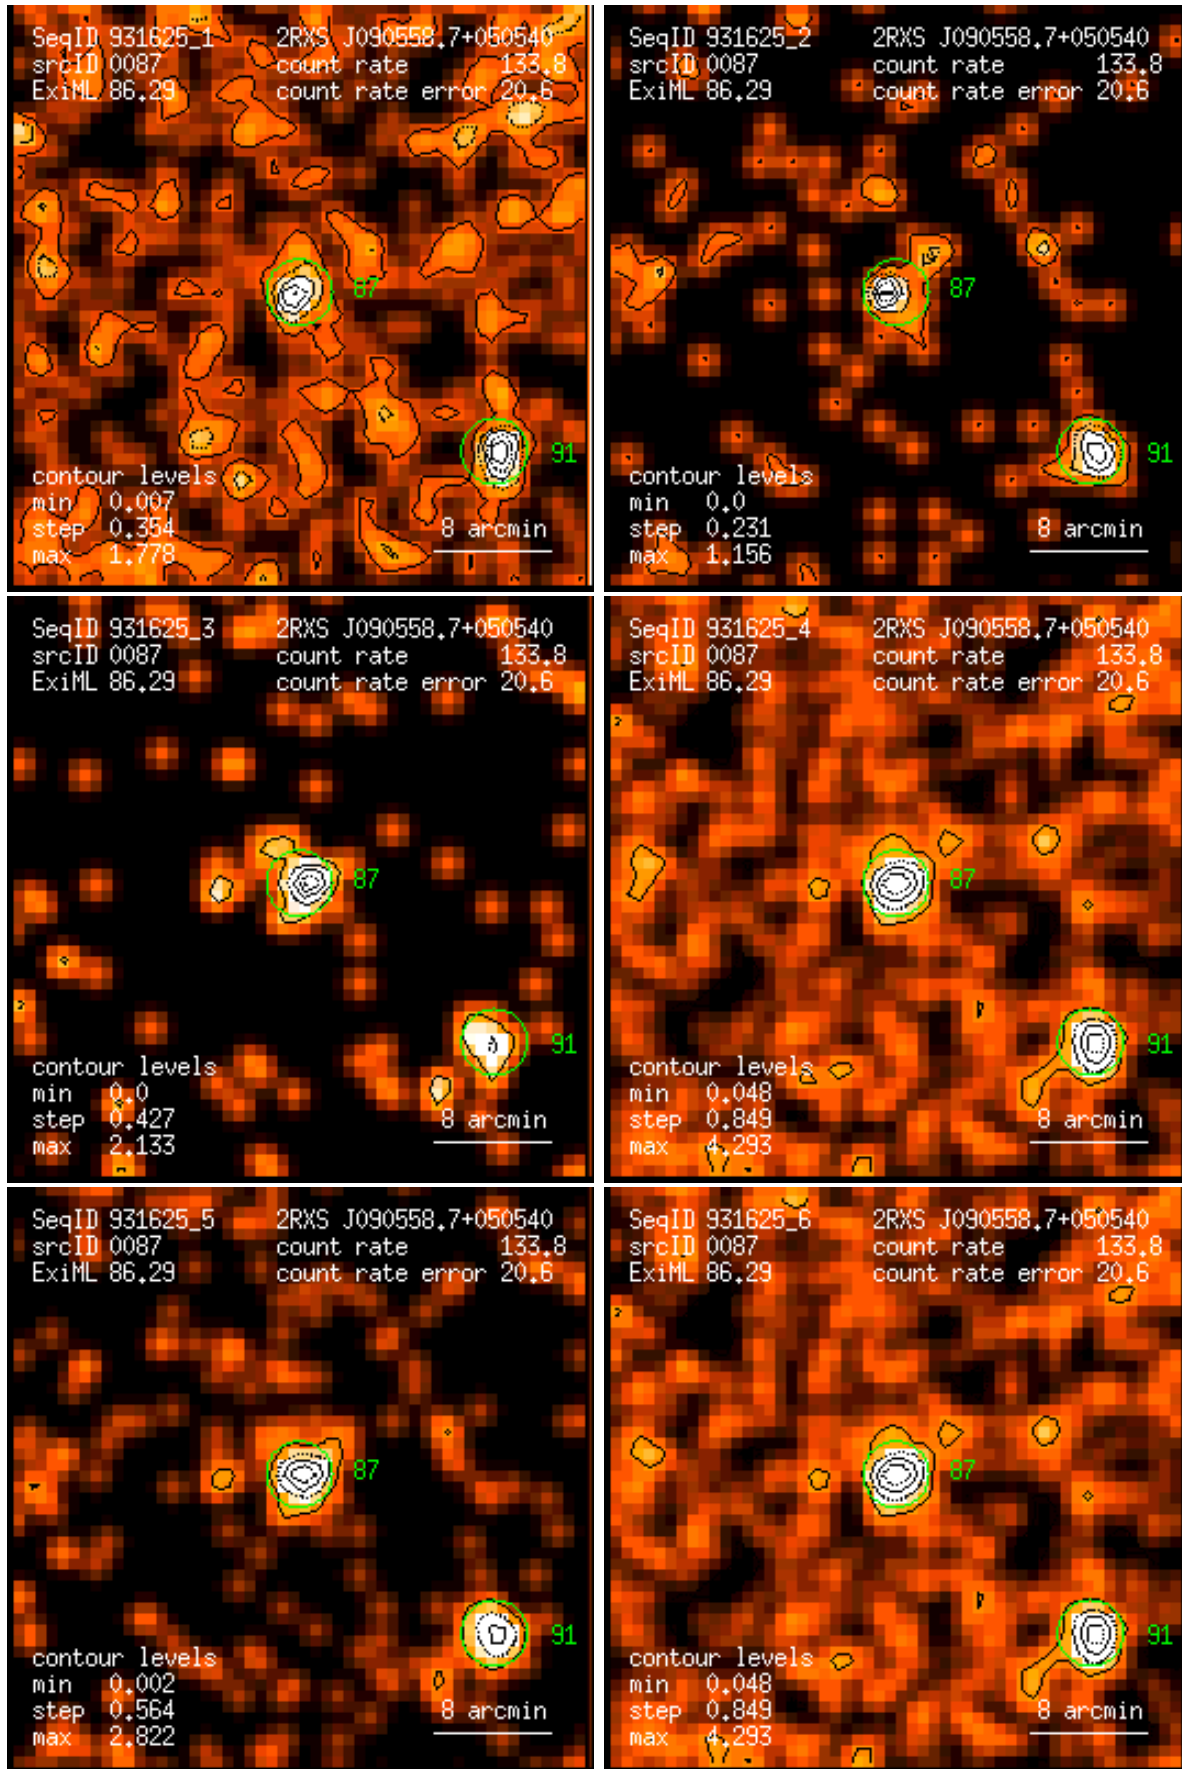 SeqID 931625_1 2RXS J090558.7+050540
srcID 0087 count rate 133.8
ExiML 86.29 count rate error 20.6
87
91
contour levels
min 0.007
step 0.354 8 arcmin
max 1.778
SeqID 931625_2 2RXS J090558.7+050540
srcID 0087 count rate 133.8
ExiML 86.29 count rate error 20.6
87
91
contour levels
min 0.0
step 0.231 8 arcmin
max 1.156
SeqID 931625_3 2RXS J090558.7+050540
srcID 0087 count rate 133.8
ExiML 86.29 count rate error 20.6
87
91
contour levels
min 0.0
step 0.427 8 arcmin
max 2.133
SeqID 931625_4 2RXS J090558.7+050540
srcID 0087 count rate 133.8
ExiML 86.29 count rate error 20.6
87
91
contour levels
min 0.048
step 0.849 8 arcmin
max 4.293
SeqID 931625_5 2RXS J090558.7+050540
srcID 0087 count rate 133.8
ExiML 86.29 count rate error 20.6
87
91
contour levels
min 0.002
step 0.564 8 arcmin
max 2.822
SeqID 931625_6 2RXS J090558.7+050540
srcID 0087 count rate 133.8
ExiML 86.29 count rate error 20.6
87
91
contour levels
min 0.048
step 0.849 8 arcmin
max 4.293